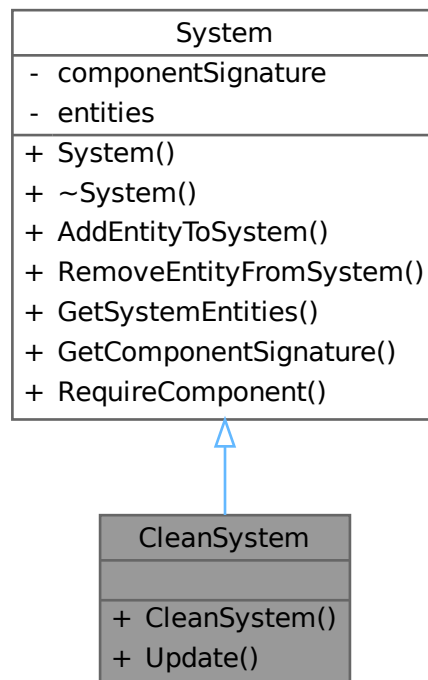 System
- componentSignature
- entities
+ System()
+ ~System()
+ AddEntityToSystem()
+ RemoveEntityFromSystem()
+ GetSystemEntities()
+ GetComponentSignature()
+ RequireComponent()
CleanSystem
+ CleanSystem()
+ Update()